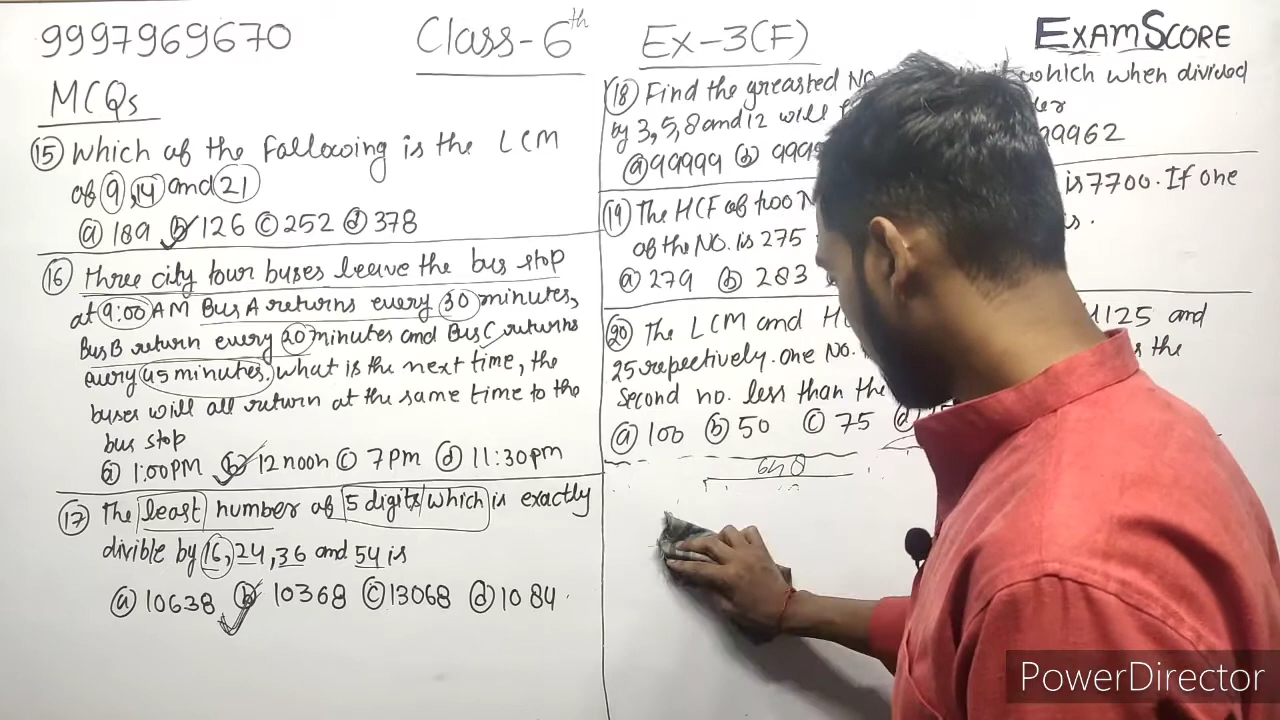 9997969670
Class-6th
Ex-3(F)
EXAMSCORE
MCQs
15 Which of the following is the LCM
of 9, 14 and 21
a 189 b 126 c 252 d 378
16 Three city tour buses leave the bus stop
at 9:00 AM Bus A returns every 30 minutes,
Bus B return every 20 minutes and Bus C returns
every 45 minutes. what is the next time, the
buses will all return at the same time to the
bus stop
a 1:00PM b 12 noon c 7pm d 11:30pm
17 The least number of 5 digits which is exactly
divible by 16, 24, 36 and 54 is
a 10638 b 10368 c 13068 d 1084.
18 Find the greasted No. which when divided
by 3, 5, 8 and 12 will
a 99999 b 99962
19 The HCF of two is 7700. If one
of the No. is 275 is.
a 279 b 283
20 The LCM and 1125 and
25 repectively. one No. the
Second no. less than the
a 100 b 50 c 75 d
648
PowerDirector